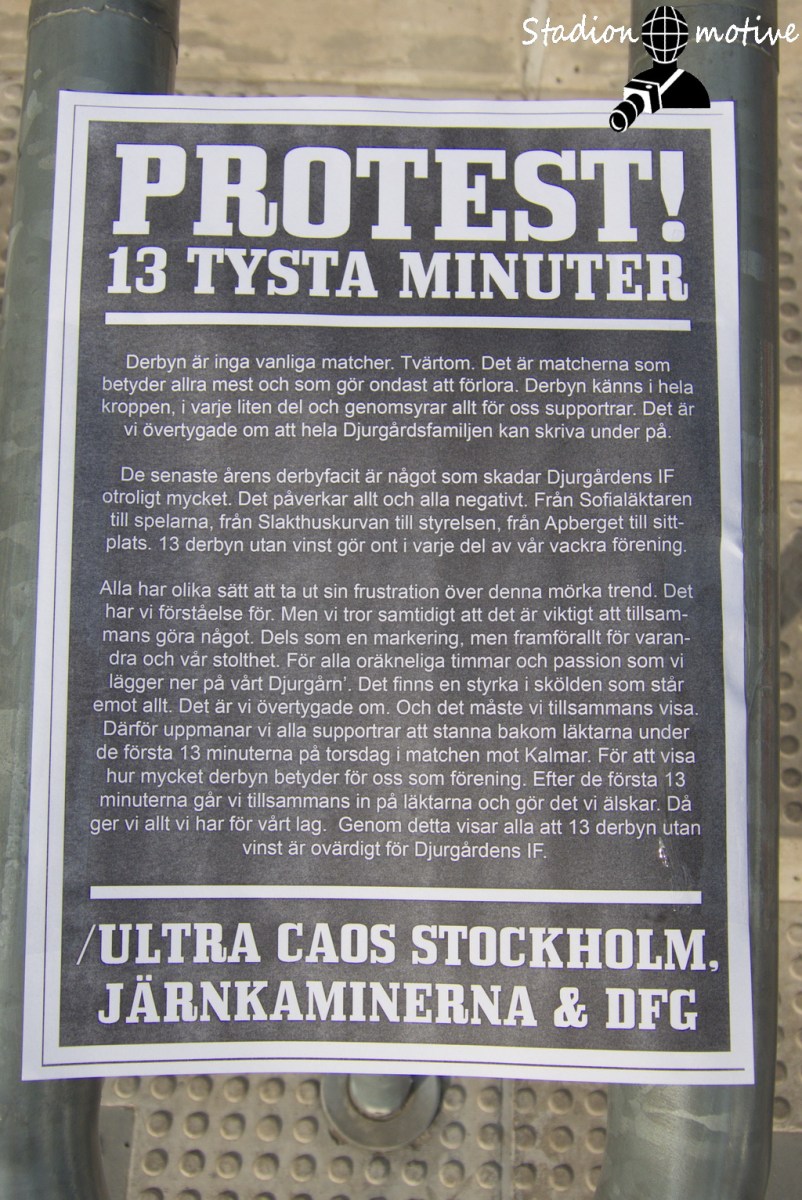 Stadion motive
PROTEST!
13 TYSTA MINUTER
Derbyn är inga vanliga matcher. Tvärtom. Det är matcherna som
betyder allra mest och som gör ondast att förlora. Derbyn känns i hela
kroppen, i varje liten del och genomsyrar allt för oss supportrar. Det är
vi övertygade om att hela Djurgårdsfamiljen kan skriva under på.
De senaste årens derbyfacit är något som skadar Djurgårdens IF
otroligt mycket. Det påverkar allt och alla negativt. Från Sofialäktaren
till spelarna, från Slakthuskurvan till styrelsen, från Apberget till sitt-
plats. 13 derbyn utan vinst gör ont i varje del av vår vackra förening.
Alla har olika sätt att ta ut sin frustration över denna mörka trend. Det
har vi förståelse för. Men vi tror samtidigt att det är viktigt att tillsam-
mans göra något. Dels som en markering, men framförallt för varan-
dra och vår stolthet. För alla oräkneliga timmar och passion som vi
lägger ner på vårt Djurgårn'. Det finns en styrka i skölden som står
emot allt. Det är vi övertygade om. Och det måste vi tillsammans visa.
Därför uppmanar vi alla supportrar att stanna bakom läktarna under
de första 13 minuterna på torsdag i matchen mot Kalmar. För att visa
hur mycket derbyn betyder för oss som förening. Efter de första 13
minuterna går vi tillsammans in på läktarna och gör det vi älskar. Då
ger vi allt vi har för vårt lag. Genom detta visar alla att 13 derbyn utan
vinst är ovärdigt för Djurgårdens IF.
/ULTRA CAOS STOCKHOLM,
JÄRNKAMINERNA & DFG